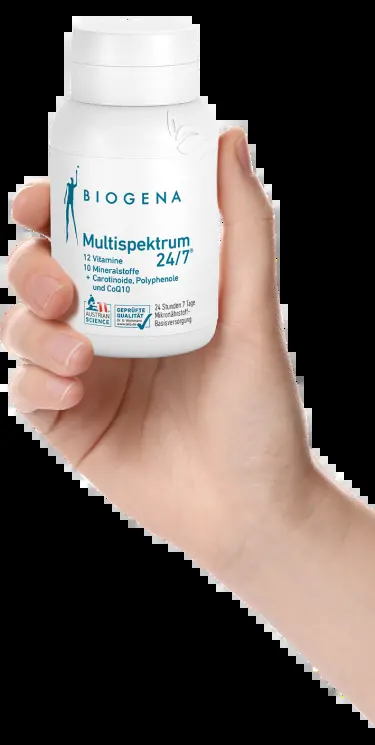 BIOGENA
Multispektrum
24/7®
12 Vitamine
10 Mineralstoffe
+ Carotinoide, Polyphenole
und CoQ10
AUSTRIAN
SCIENCE
GEPRÜFTE
QUALITÄT
24 Stunden 7 Tage
Mikronährstoff-
Basisversorgung